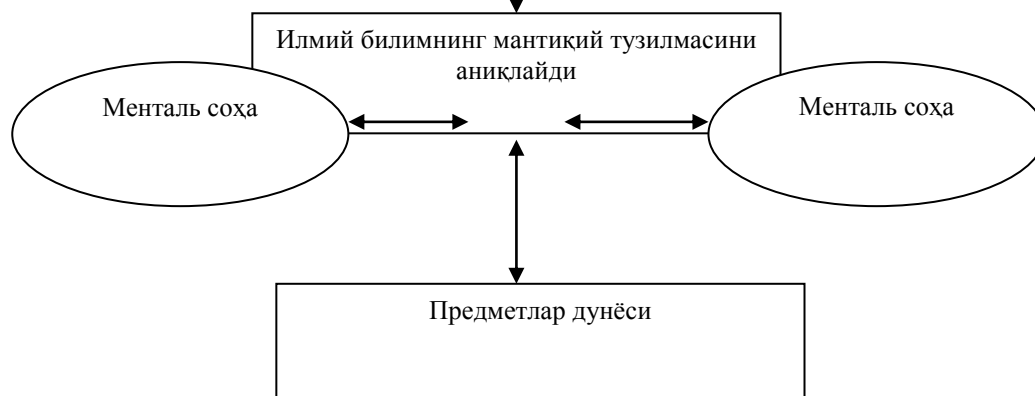 Илмий билимнинг мантиқий тузилмасини
аниқлайди
Менталь соҳа
Менталь соҳа
Предметлар дунёси